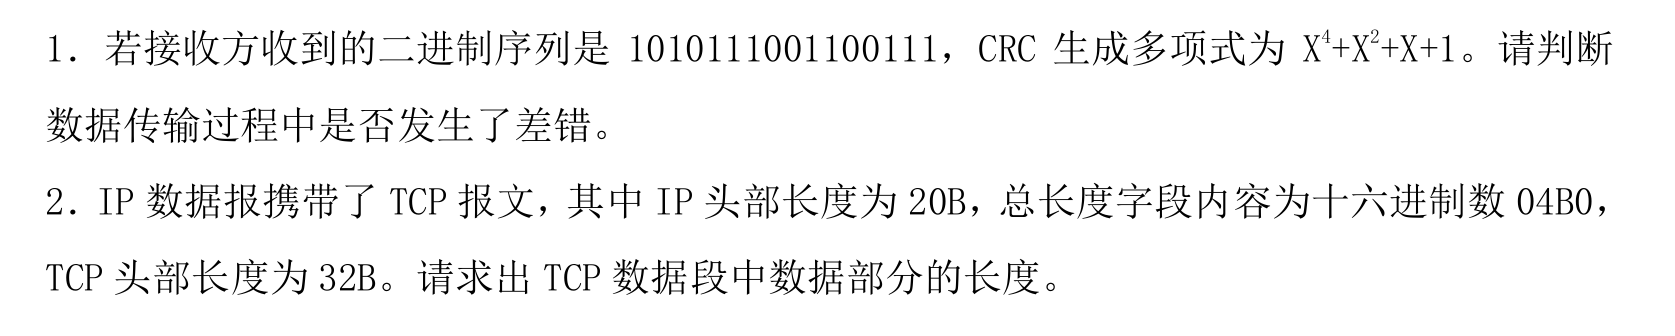 1. 若接收方收到的二进制序列是 1010111001100111，CRC 生成多项式为 X⁴+X²+X+1。请判断
数据传输过程中是否发生了差错。
2. IP 数据报携带了 TCP 报文，其中 IP 头部长度为 20B，总长度字段内容为十六进制数 04B0，
TCP 头部长度为 32B。请求出 TCP 数据段中数据部分的长度。